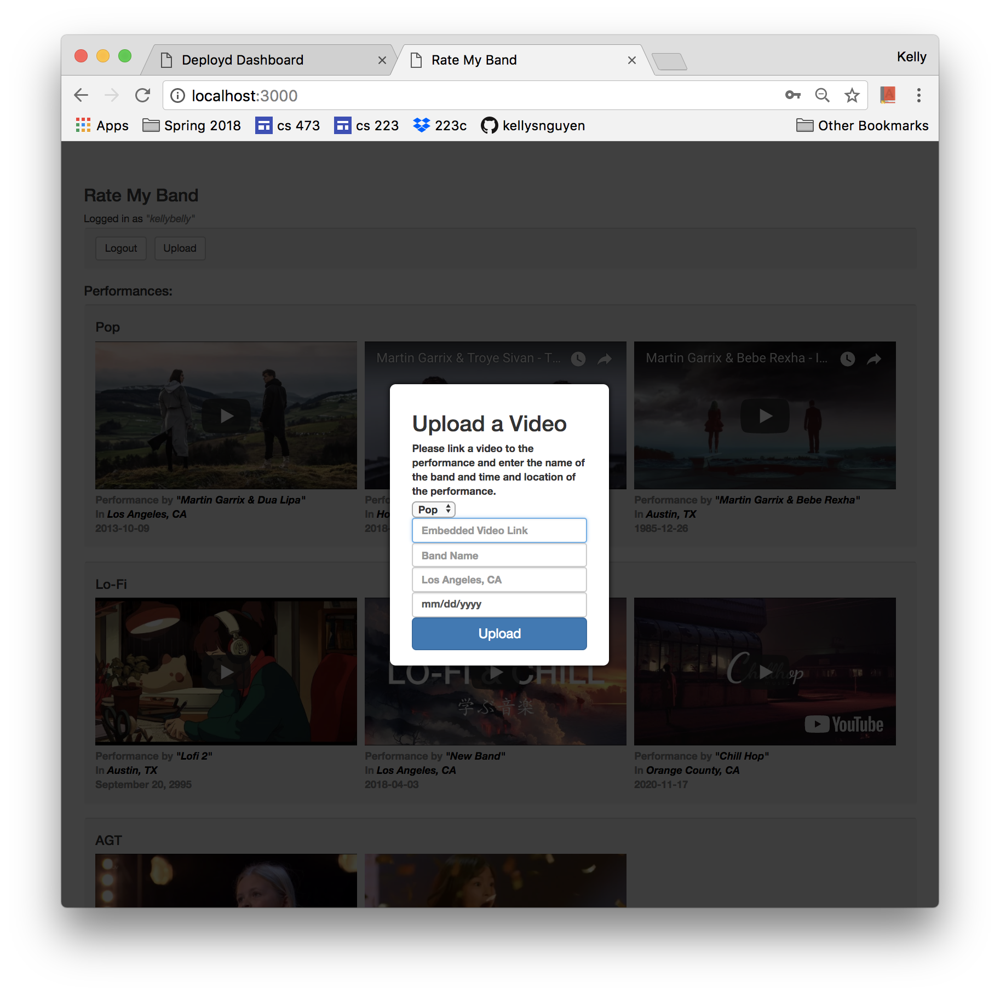 Deployd Dashboard
Rate My Band
Kelly
localhost:3000
Apps
Spring 2018
cs 473
cs 223
223c
kellysnguyen
Other Bookmarks
Rate My Band
Logged in as "kellybelly"
Logout
Upload
Performances:
Pop
Martin Garrix & Troye Sivan - T...
Martin Garrix & Bebe Rexha - I...
Performance by "Martin Garrix & Dua Lipa"
In Los Angeles, CA
2013-10-09
Perfo
In Ho
2018-
Performance by "Martin Garrix & Bebe Rexha"
In Austin, TX
1985-12-26
Upload a Video
Please link a video to the
performance and enter the name of
the band and time and location of
the performance.
Pop
Embedded Video Link
Band Name
Los Angeles, CA
mm/dd/yyyy
Upload
Lo-Fi
LO-FI & CHILL
学ぶ音楽
Chillhop
YouTube
Performance by "Lofi 2"
In Austin, TX
September 20, 2995
Performance by "New Band"
In Los Angeles, CA
2018-04-03
Performance by "Chill Hop"
In Orange County, CA
2020-11-17
AGT